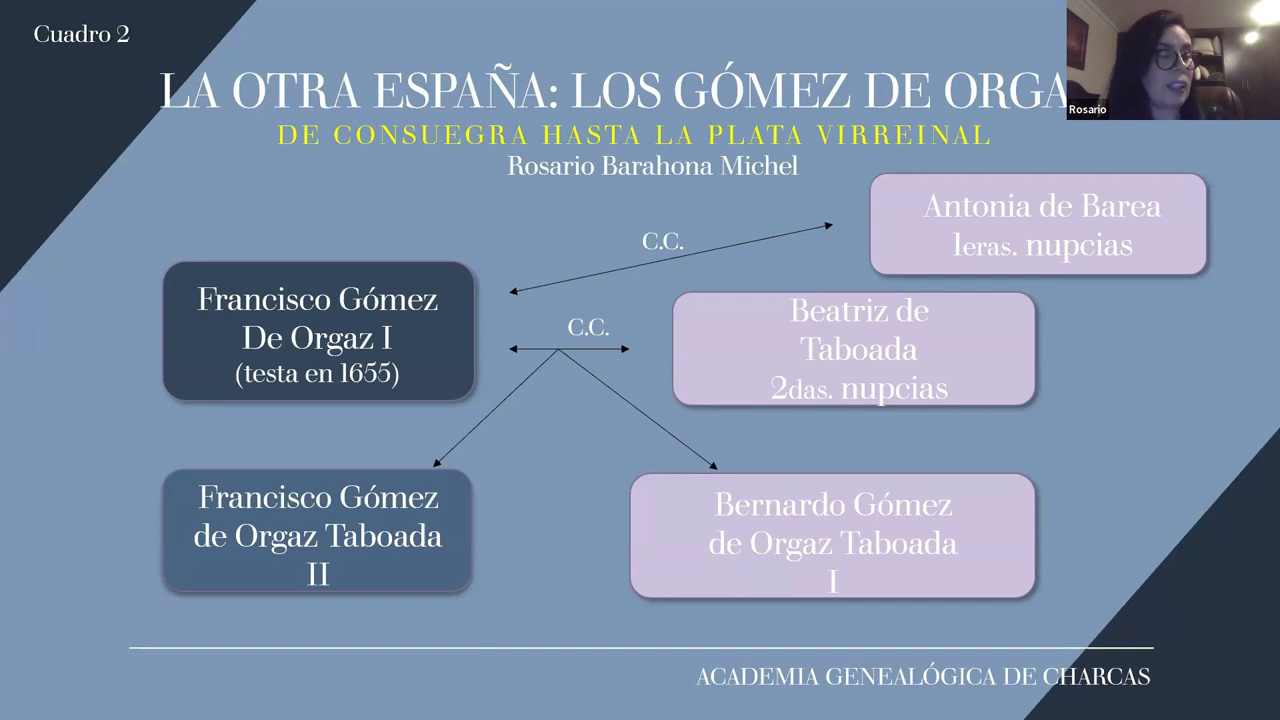 Cuadro 2
LA OTRA ESPAÑA: LOS GÓMEZ DE ORGA
DE CONSUEGRA HASTA LA PLATA VIRREINAL
Rosario Barahona Michel
Rosario
Antonia de Barea
1eras. nupcias
C.C.
Francisco Gómez
De Orgaz I
(testa en 1655)
C.C.
Beatriz de
Taboada
2das. nupcias
Francisco Gómez
de Orgaz Taboada
II
Bernardo Gómez
de Orgaz Taboada
I
ACADEMIA GENEALÓGICA DE CHARCAS